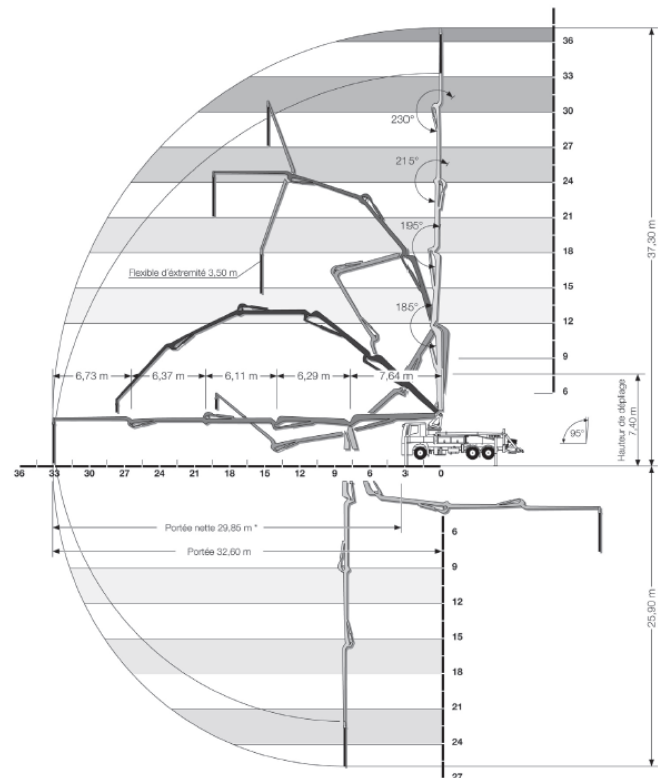 36
33
230°
30
27
215°
24
21
37,30 m
195°
18
Flexible d'éxtremité 3,50 m
15
185°
12
9
6,73 m 6,37 m 6,11 m 6,29 m 7,64 m
6
Hauteur de dépliage
7,40 m
95°
36 33 30 27 24 21 18 15 12 9 6 3 0
Portée nette 29,85 m *
6
Portée 32,60 m
9
12
25,90 m
15
18
21
24
27